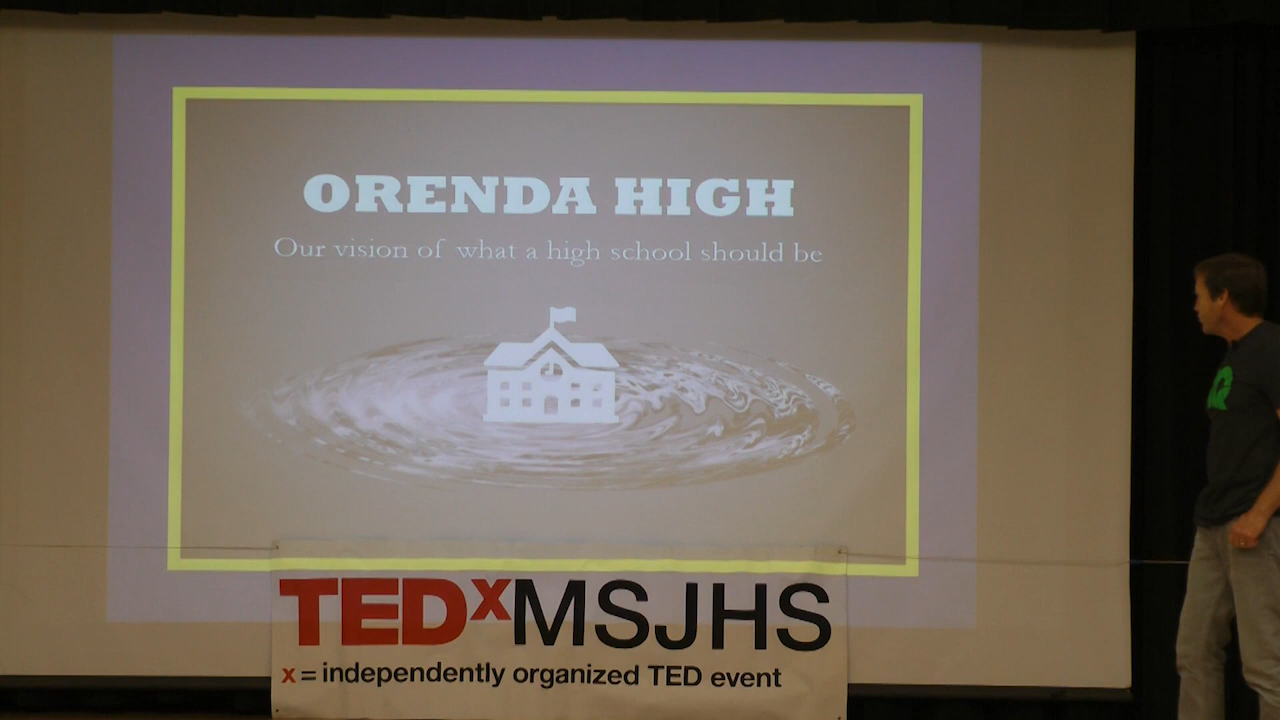 ORENDA HIGH
Our vision of what a high school should be
TEDxMSJHS
x = independently organized TED event